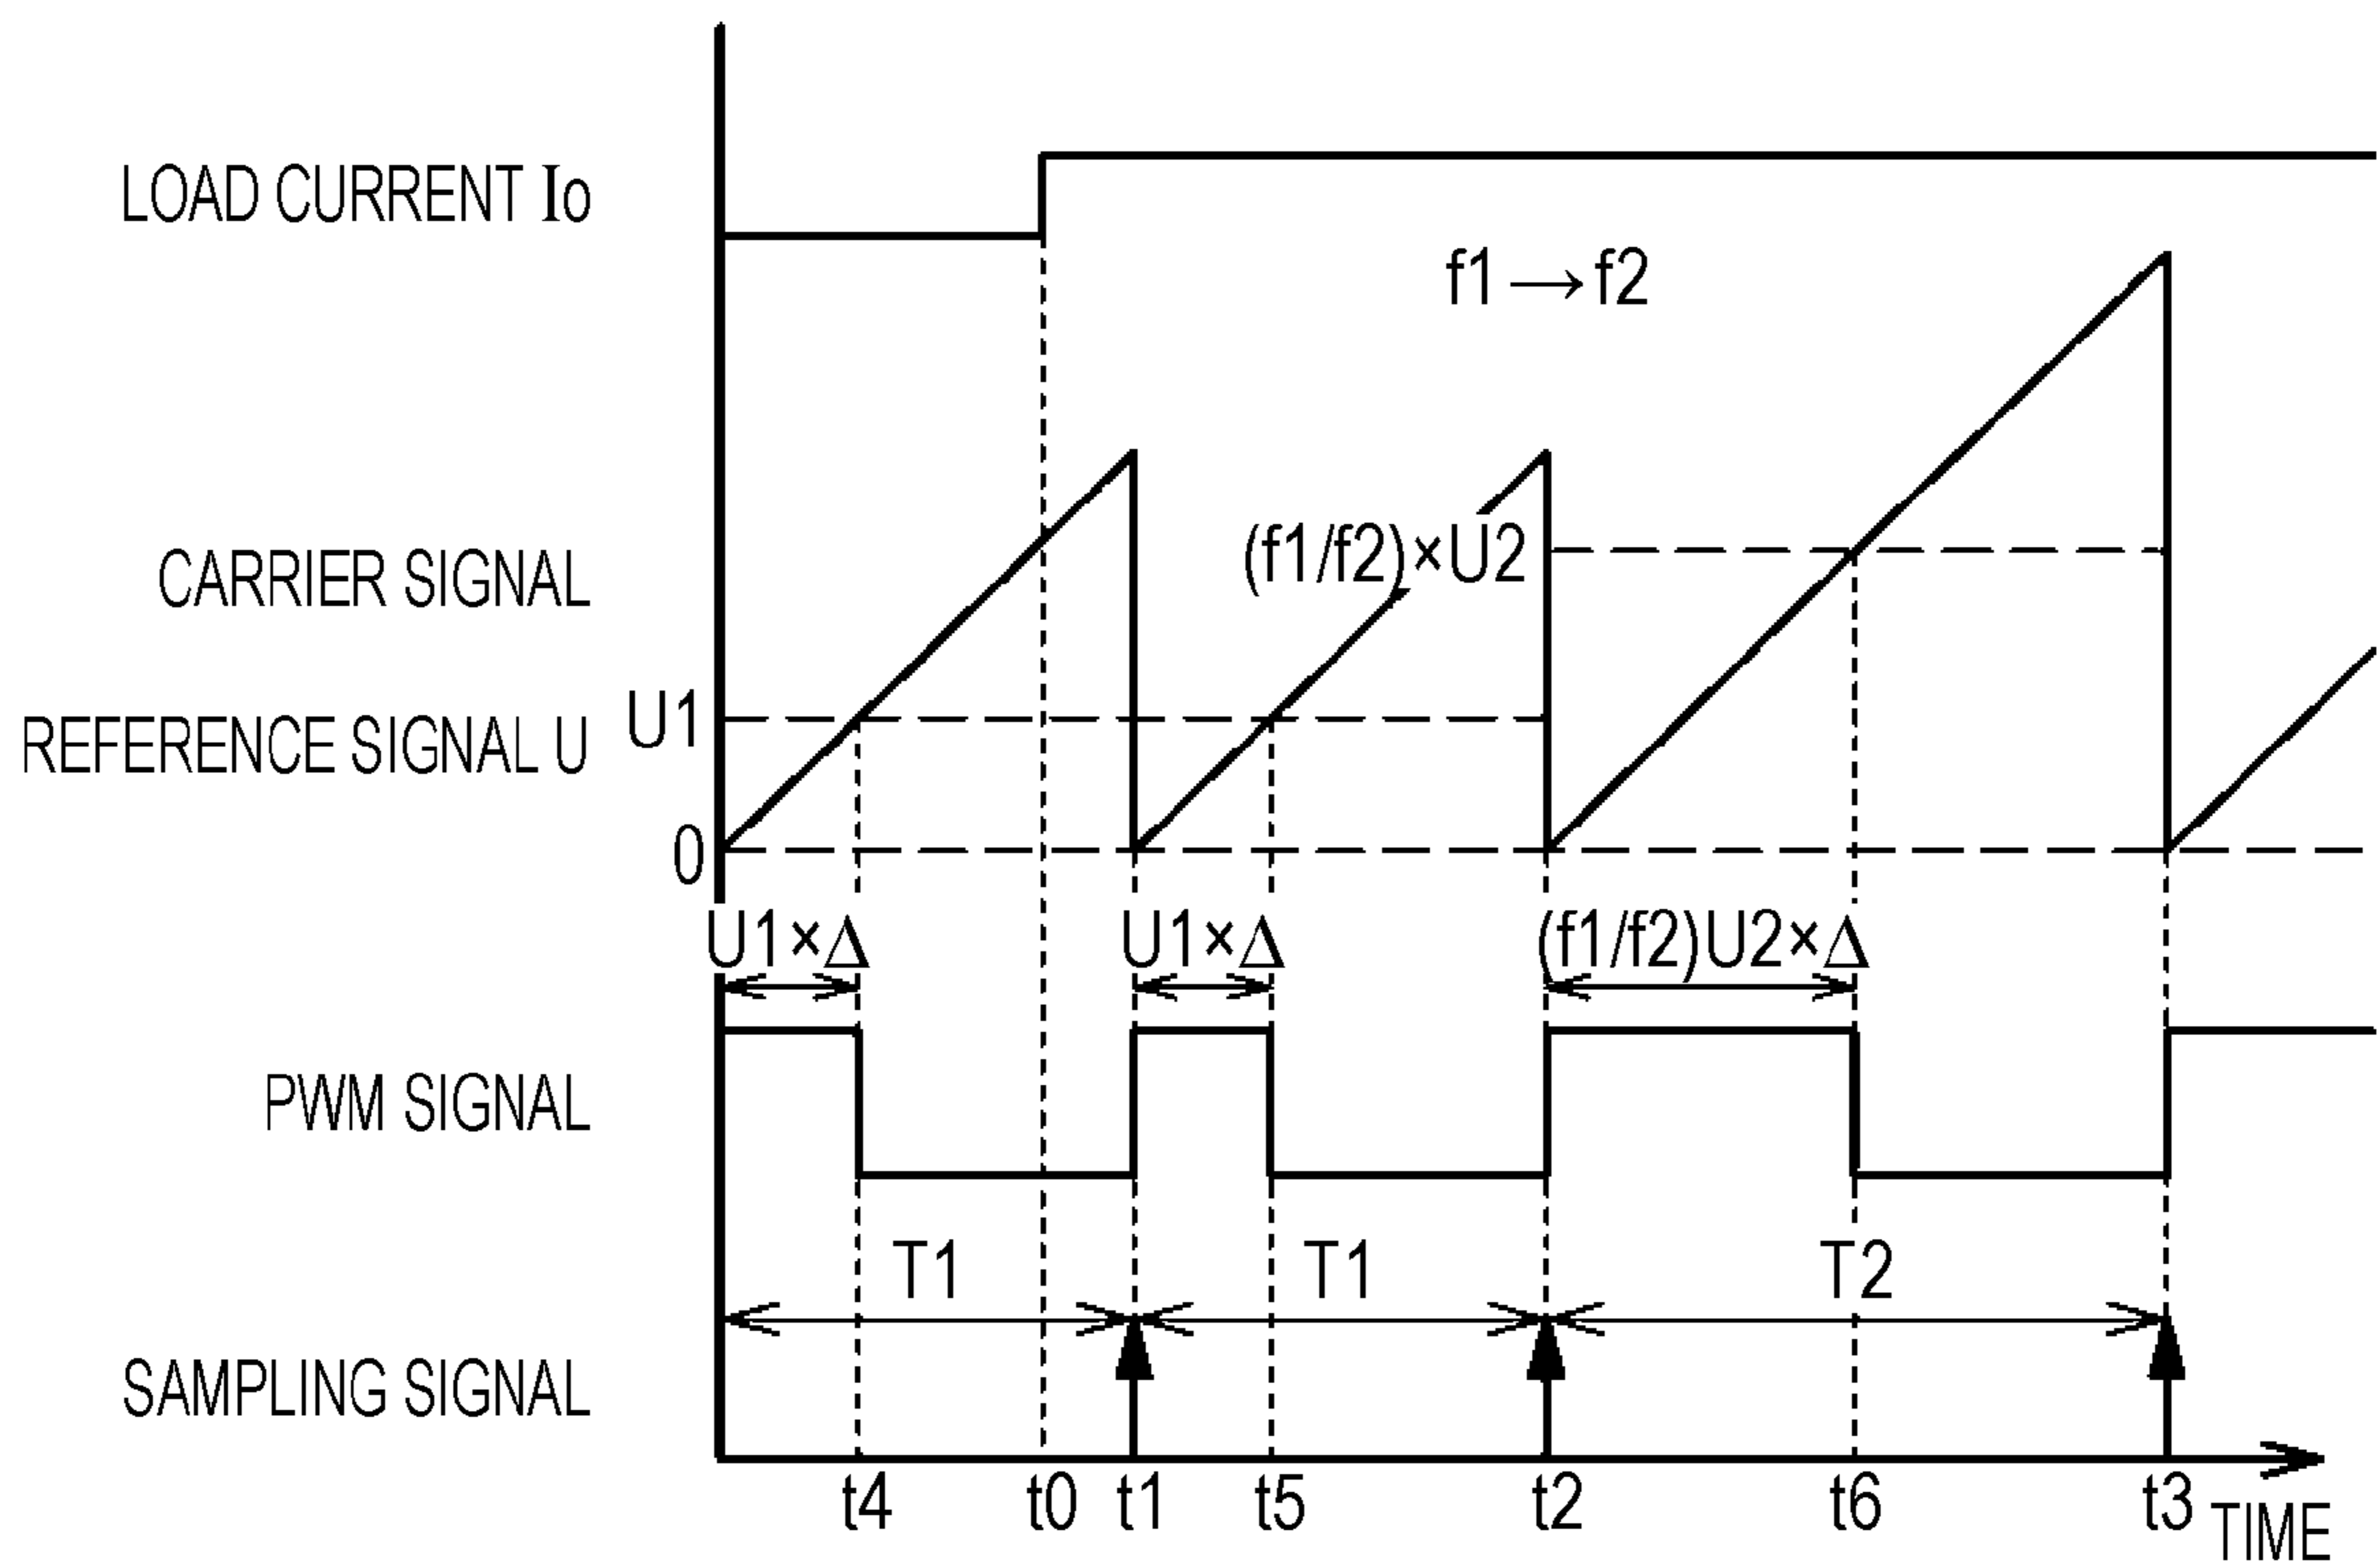 LOAD CURRENT Io
f1→f2
(f1/f2)×U2
CARRIER SIGNAL
U1
REFERENCE SIGNAL U
0
U1×Δ
U1×Δ
(f1/f2)U2×Δ
PWM SIGNAL
T1
T1
T2
SAMPLING SIGNAL
t4
t0
t1
t5
t2
t6
t3
TIME